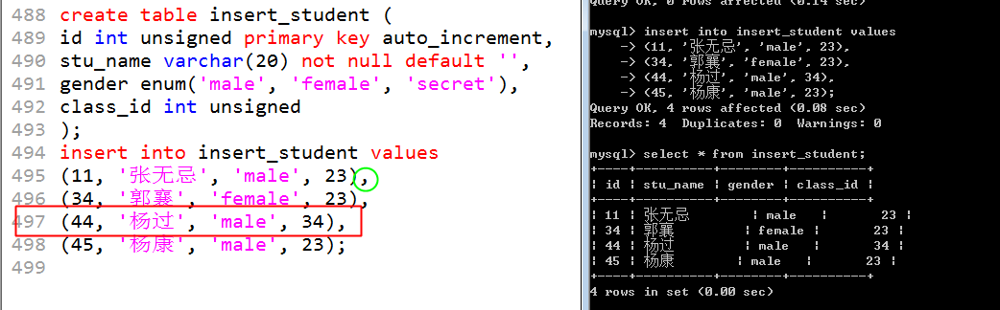 488 create table insert_student (
489 id int unsigned primary key auto_increment,
490 stu_name varchar(20) not null default '',
491 gender enum('male', 'female', 'secret'),
492 class_id int unsigned
493 );
494 insert into insert_student values
495 (11, '张无忌', 'male', 23),
496 (34, '郭襄', 'female', 23),
497 (44, '杨过', 'male', 34),
498 (45, '杨康', 'male', 23);
499
Query OK, 0 rows affected (0.14 sec)
mysql> insert into insert_student values
-> (11, '张无忌', 'male', 23),
-> (34, '郭襄', 'female', 23),
-> (44, '杨过', 'male', 34),
-> (45, '杨康', 'male', 23);
Query OK, 4 rows affected (0.08 sec)
Records: 4  Duplicates: 0  Warnings: 0
mysql> select * from insert_student;
+----+----------+--------+----------+
| id | stu_name | gender | class_id |
+----+----------+--------+----------+
| 11 | 张无忌 | male | 23 |
| 34 | 郭襄 | female | 23 |
| 44 | 杨过 | male | 34 |
| 45 | 杨康 | male | 23 |
+----+----------+--------+----------+
4 rows in set (0.00 sec)